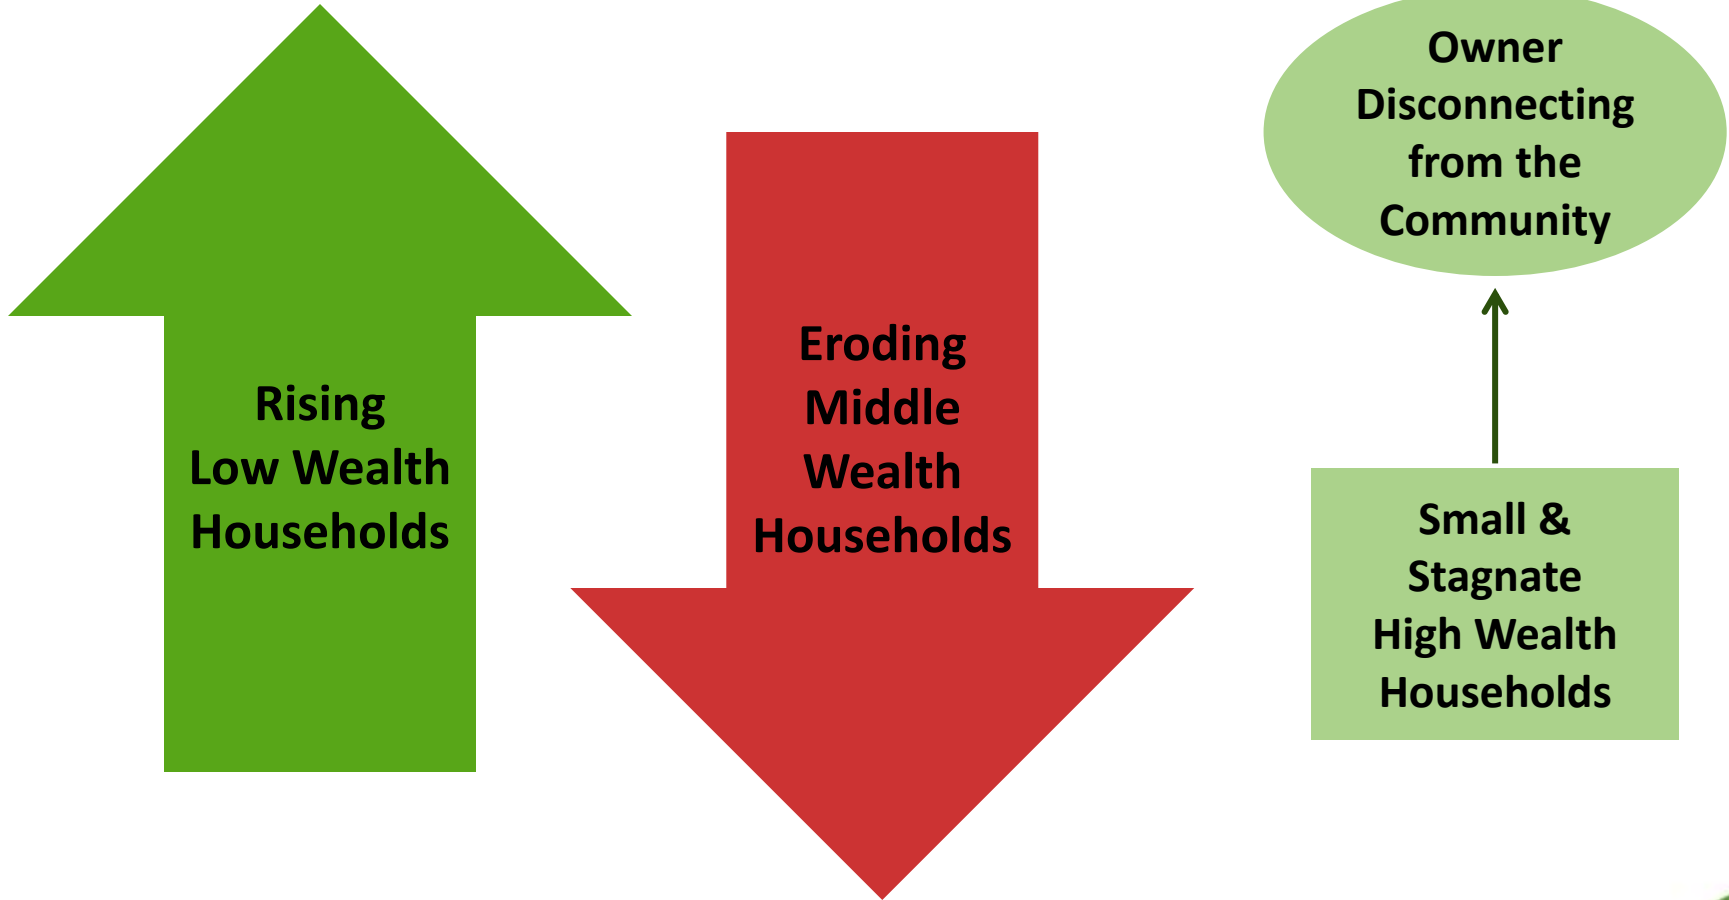 Rising
Low Wealth
Households
Eroding
Middle
Wealth
Households
Owner
Disconnecting
from the
Community
Small &
Stagnate
High Wealth
Households